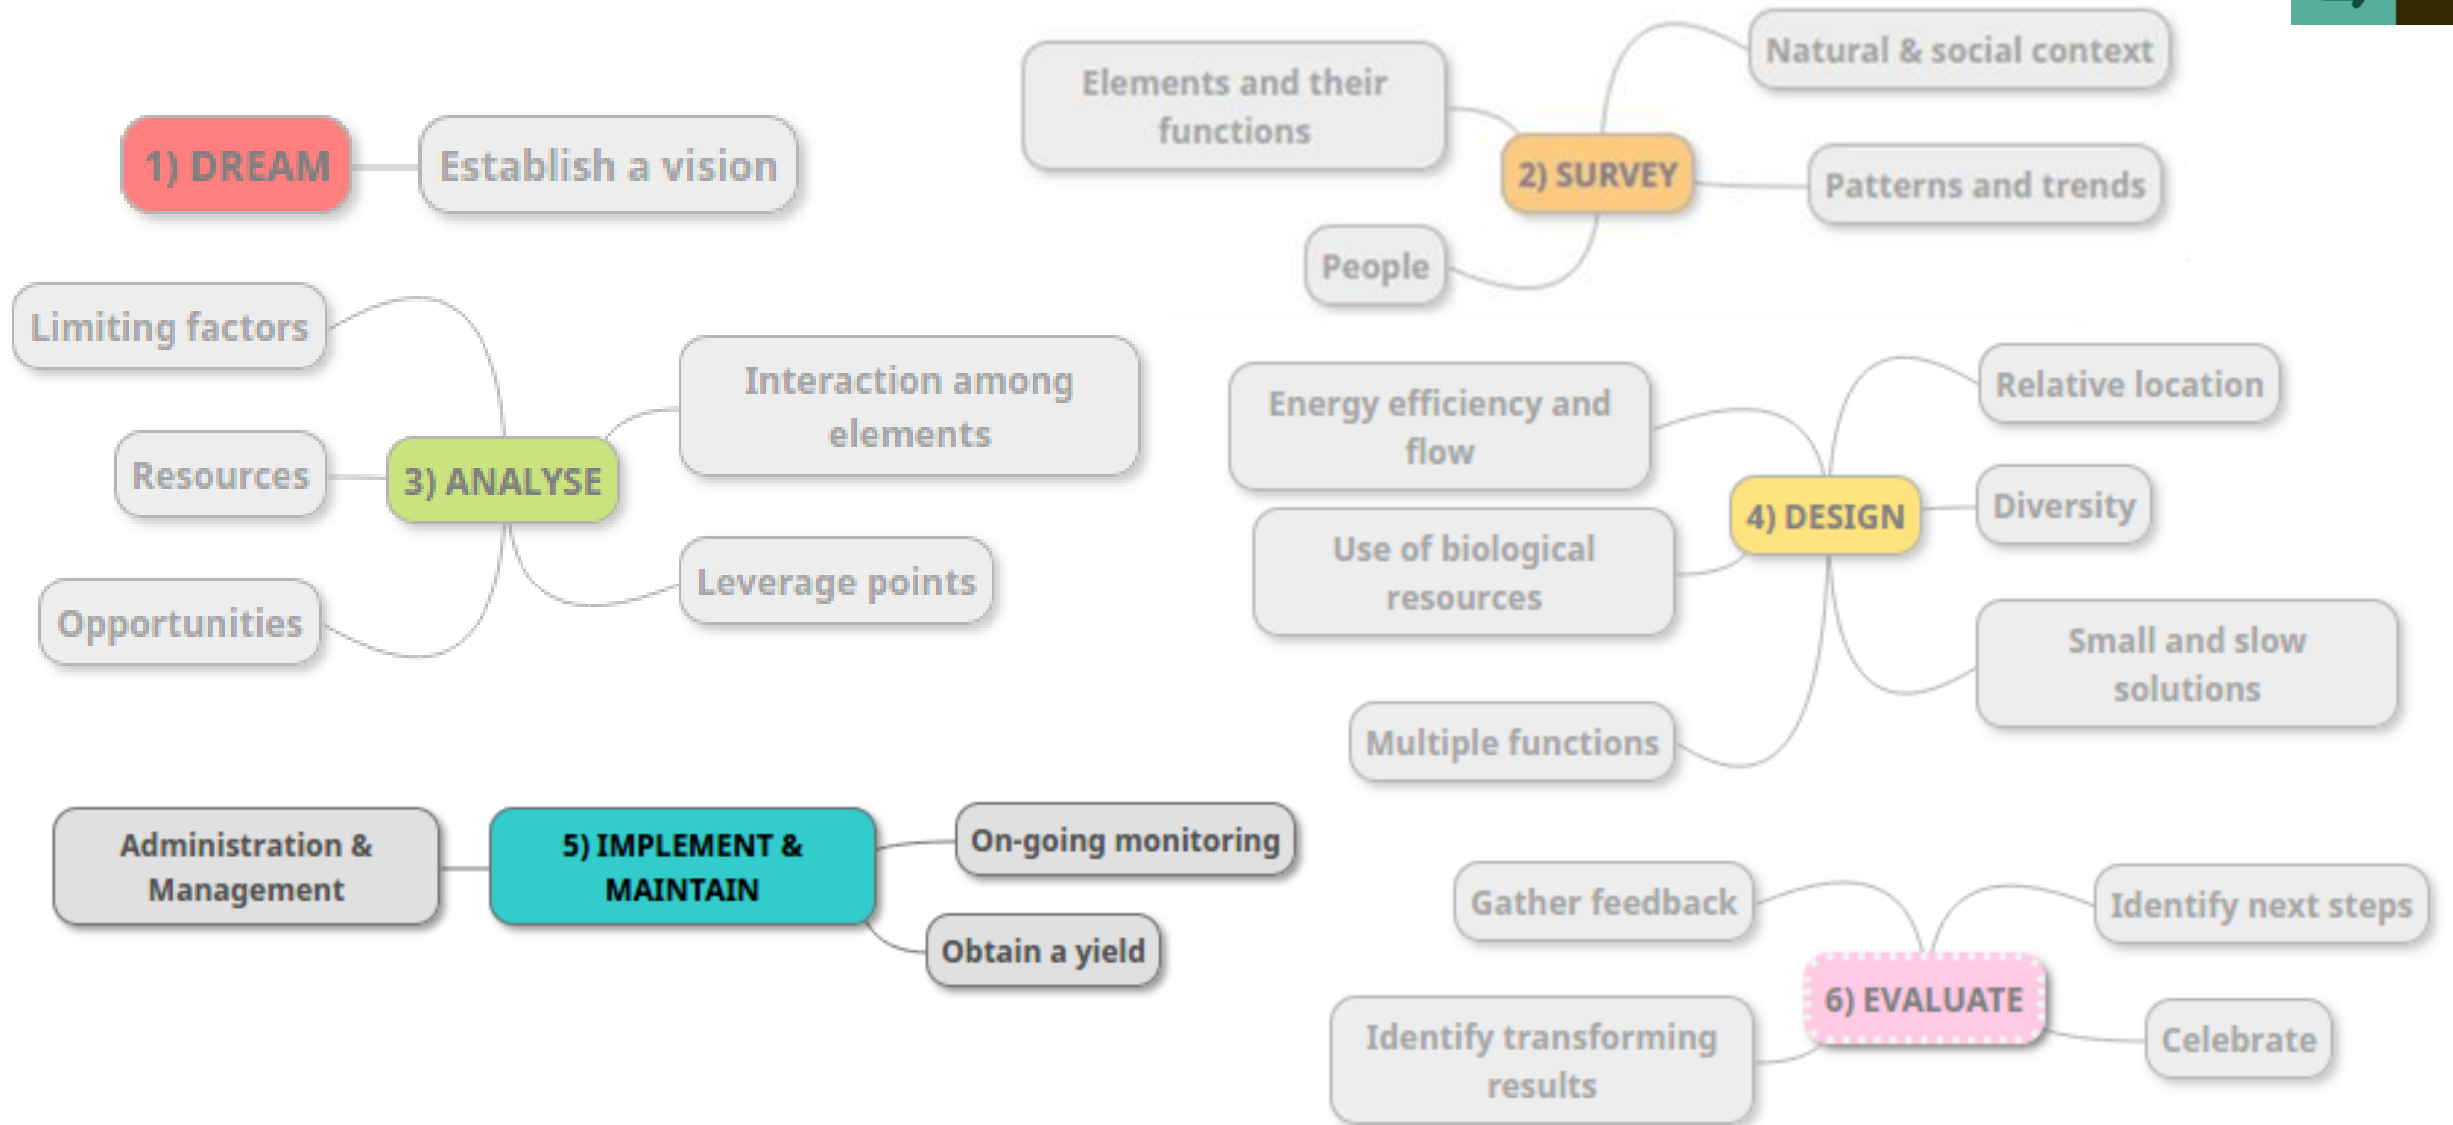 1) DREAM
Establish a vision
Elements and their
functions
Natural & social context
2) SURVEY
Patterns and trends
People
Limiting factors
Resources
3) ANALYSE
Interaction among
elements
Opportunities
Leverage points
Energy efficiency and
flow
Relative location
Use of biological
resources
4) DESIGN
Diversity
Multiple functions
Small and slow
solutions
Administration &
Management
5) IMPLEMENT &
MAINTAIN
On-going monitoring
Obtain a yield
Gather feedback
Identify next steps
6) EVALUATE
Identify transforming
results
Celebrate